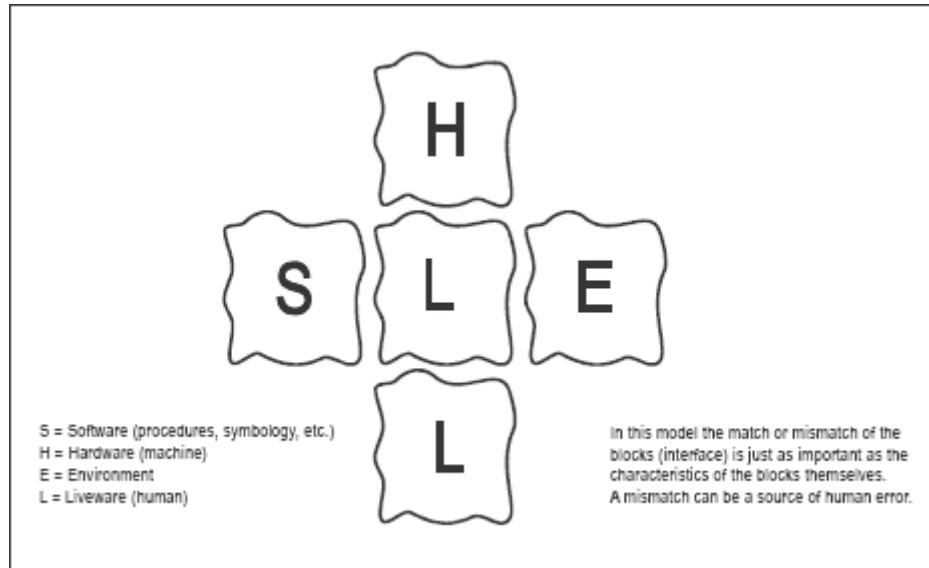 H
S L E
L
S = Software (procedures, symbology, etc.)
H = Hardware (machine)
E = Environment
L = Liveware (human)
In this model the match or mismatch of the
blocks (interface) is just as important as the
characteristics of the blocks themselves.
A mismatch can be a source of human error.